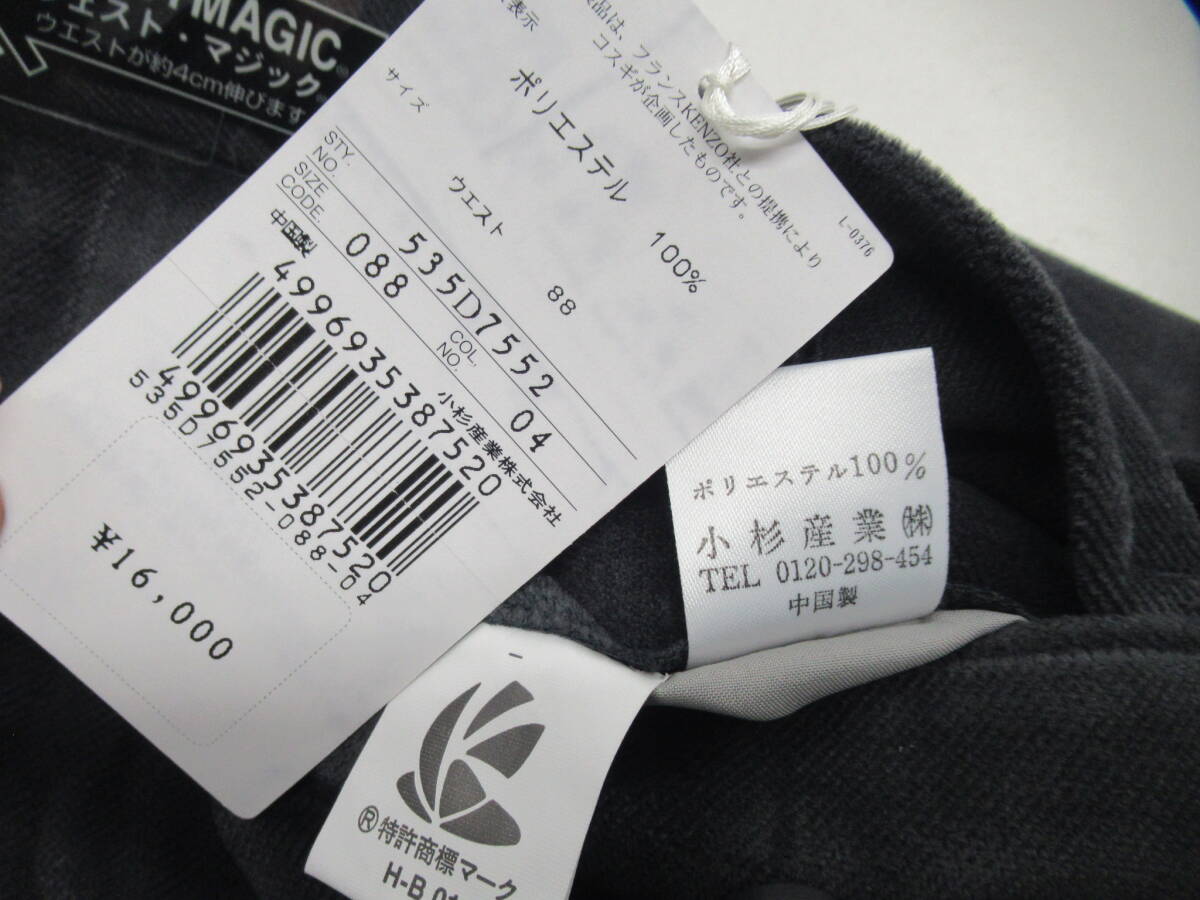 MAGIC®
エスト・マジック®
ウエストが約4cm伸びます
品は、フランスKENZO社との提携により
コスギが企画したものです。
L-0376
表示
ポリエステル 100%
サイズ
ウエスト 88
STY. NO. 535D7552
SIZE CODE. 088 COL. NO. 04
中国製 小杉産業株式会社
4996935387520
4996935387520
535D7552-088-04
¥16,000
ポリエステル100%
小杉産業㈱
TEL 0120-298-454
中国製
®特許商標マーク
H-B